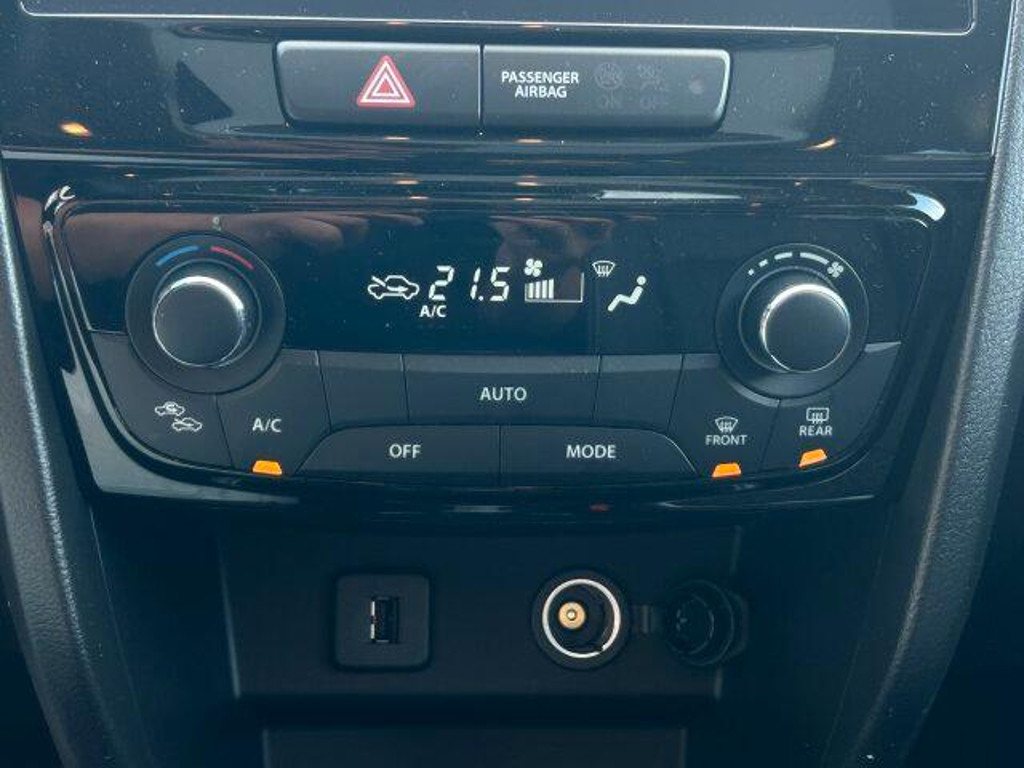 PASSENGER
AIRBAG
ON OFF
21.5
A/C
AUTO
A/C
OFF
MODE
FRONT
REAR